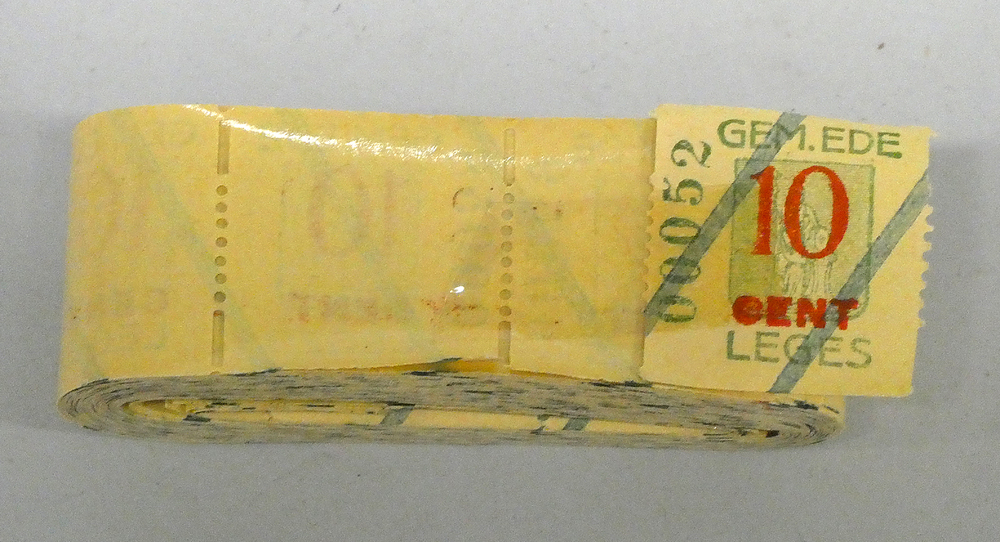 GEM.EDE
10
CENT
LEGES
00052